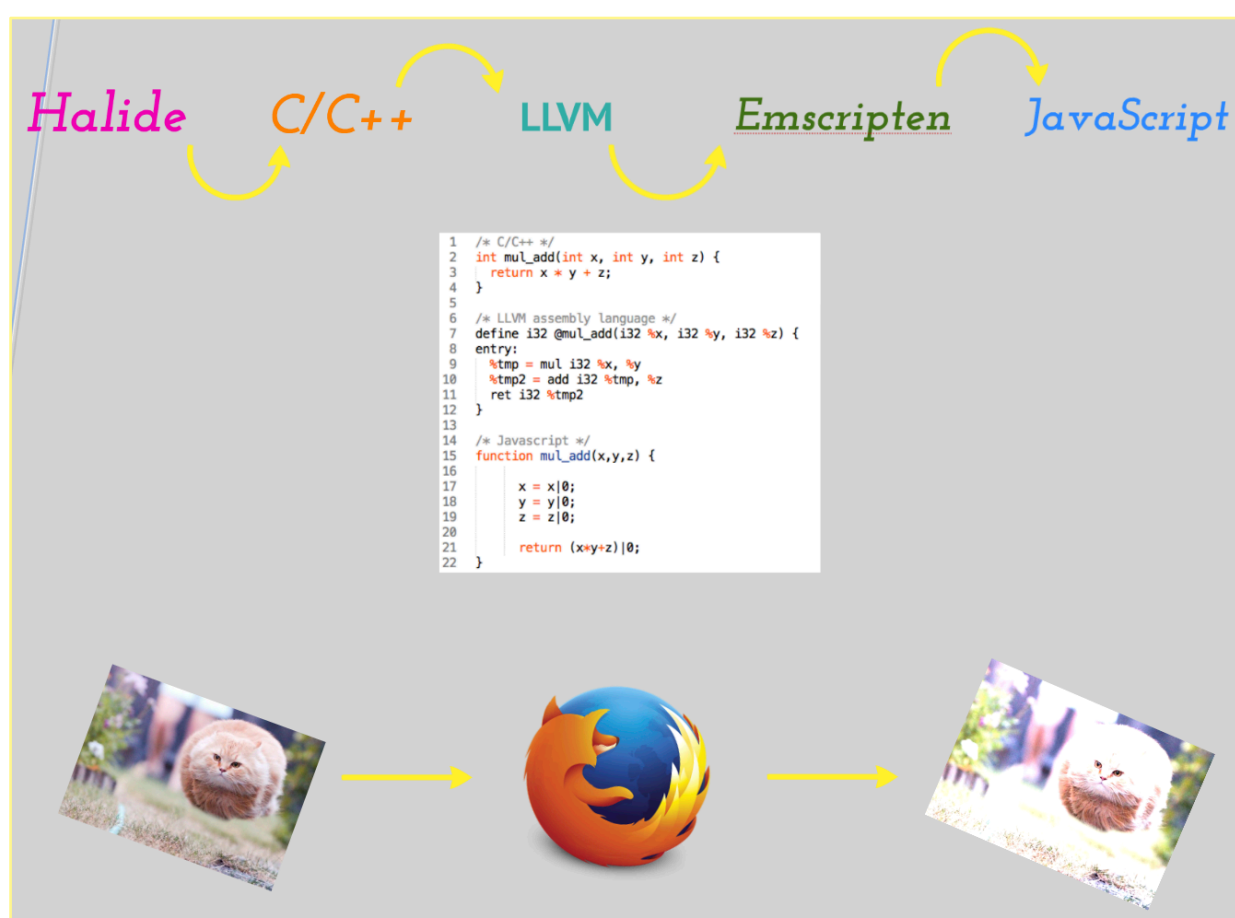 Halide C/C++ LLVM Emscripten JavaScript
1 /* C/C++ */
2 int mul_add(int x, int y, int z) {
3   return x * y + z;
4 }
5
6 /* LLVM assembly language */
7 define i32 @mul_add(i32 %x, i32 %y, i32 %z) {
8 entry:
9   %tmp = mul i32 %x, %y
10   %tmp2 = add i32 %tmp, %z
11   ret i32 %tmp2
12 }
13
14 /* Javascript */
15 function mul_add(x,y,z) {
16
17     x = x|0;
18     y = y|0;
19     z = z|0;
20
21     return (x*y+z)|0;
22 }